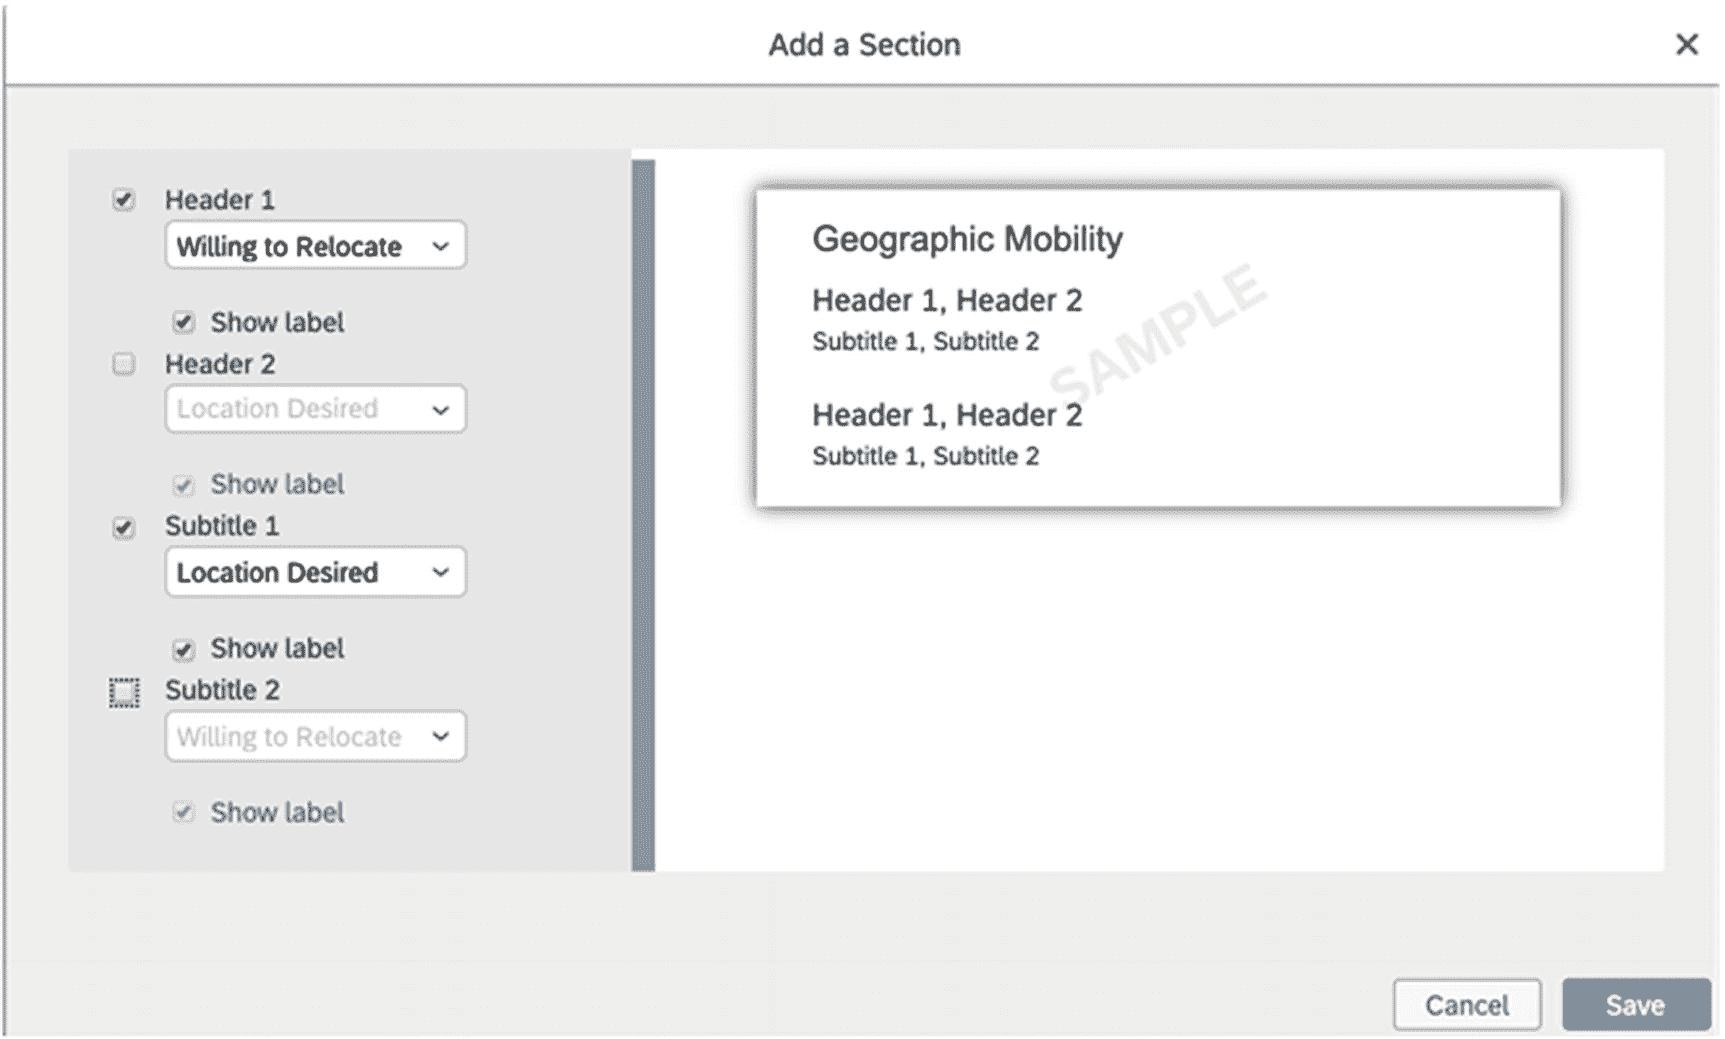 Add a Section
Header 1
Willing to Relocate
Show label
Header 2
Location Desired
Show label
Subtitle 1
Location Desired
Show label
Subtitle 2
Willing to Relocate
Show label
Geographic Mobility
Header 1, Header 2
Subtitle 1, Subtitle 2
SAMPLE
Header 1, Header 2
Subtitle 1, Subtitle 2
Cancel
Save